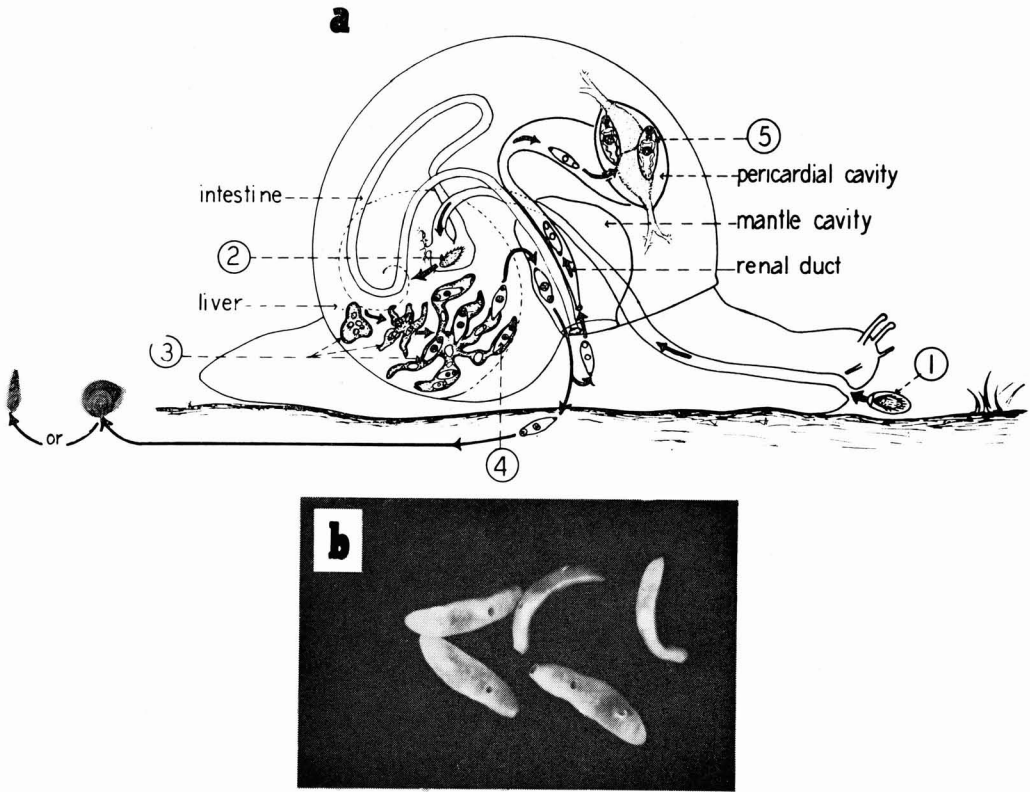 a
5
pericardial cavity
intestine
mantle cavity
2
renal duct
liver
3
1
or
4
b